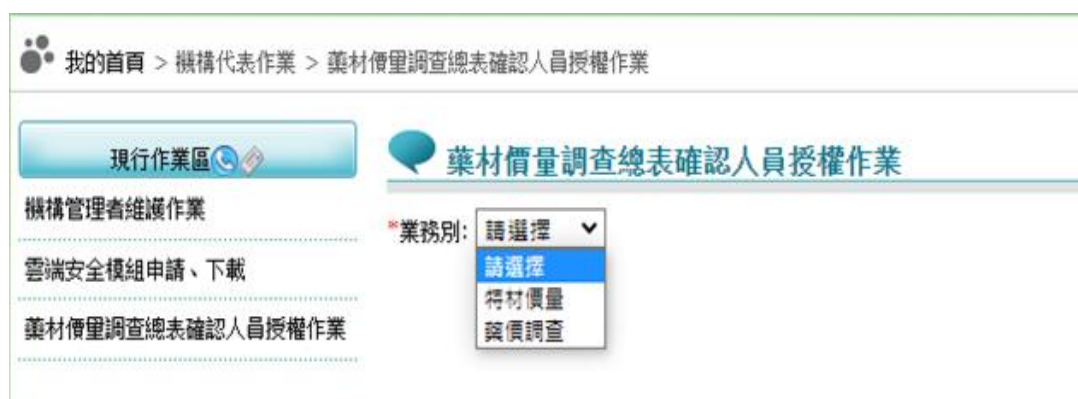 我的首頁 > 機構代表作業 > 藥材價量調查總表確認人員授權作業
現行作業區
機構管理者維護作業
雲端安全模組申請、下載
藥材價量調查總表確認人員授權作業
藥材價量調查總表確認人員授權作業
*業務別: 請選擇
請選擇
特材價量
藥價調查